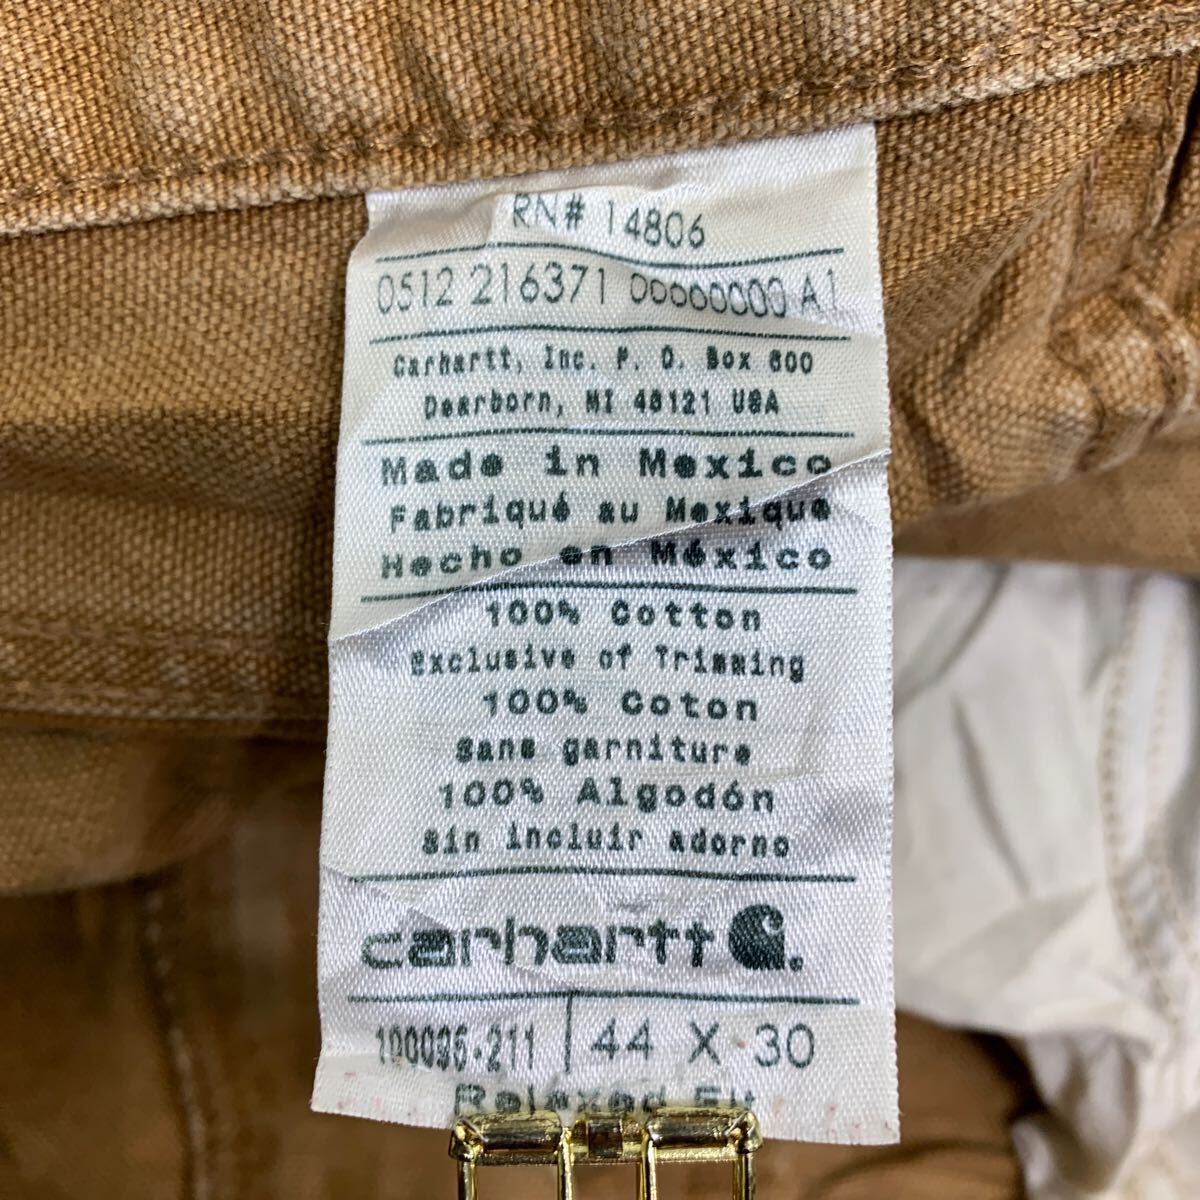 RN# 14806
0512 216371 00000000 A1
Carhartt, Inc. P. O. Box 600
Dearborn, MI 48121 USA
Made in Mexico
Fabriqué au Mexique
Hecho en México
100% Cotton
Exclusive of Trimming
100% Coton
sans garniture
100% Algodón
sin incluir adorno
carhartt
100095-211 44 X 30
Relaxed Fit